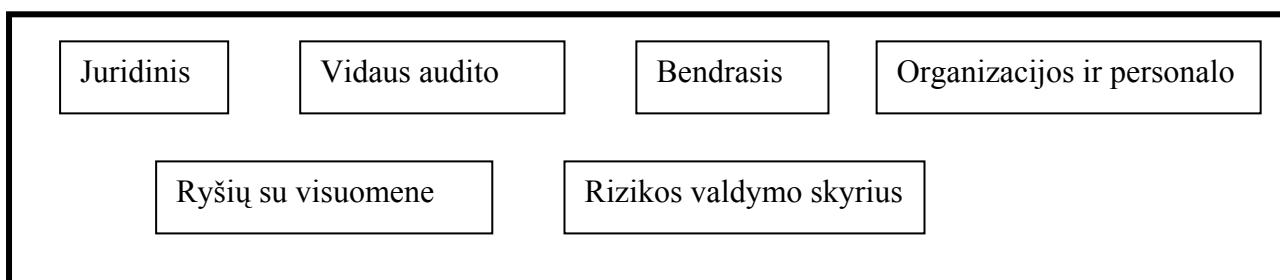 Juridinis
Vidaus audito
Bendrasis
Organizacijos ir personalo
Ryšių su visuomene
Rizikos valdymo skyrius